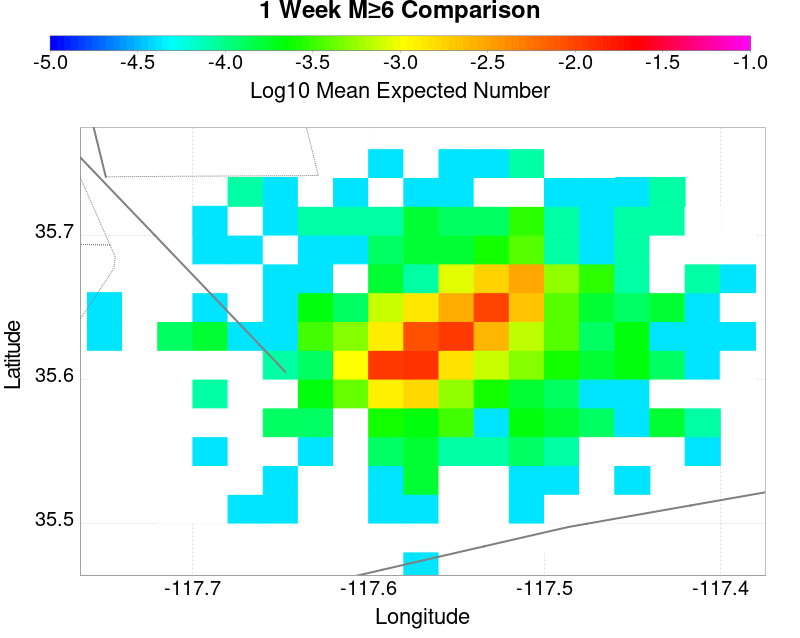 1 Week M≥6 Comparison
-5.0 -4.5 -4.0 -3.5 -3.0 -2.5 -2.0 -1.5 -1.0
Log10 Mean Expected Number
35.7
35.6
35.5
Latitude
-117.7 -117.6 -117.5 -117.4
Longitude